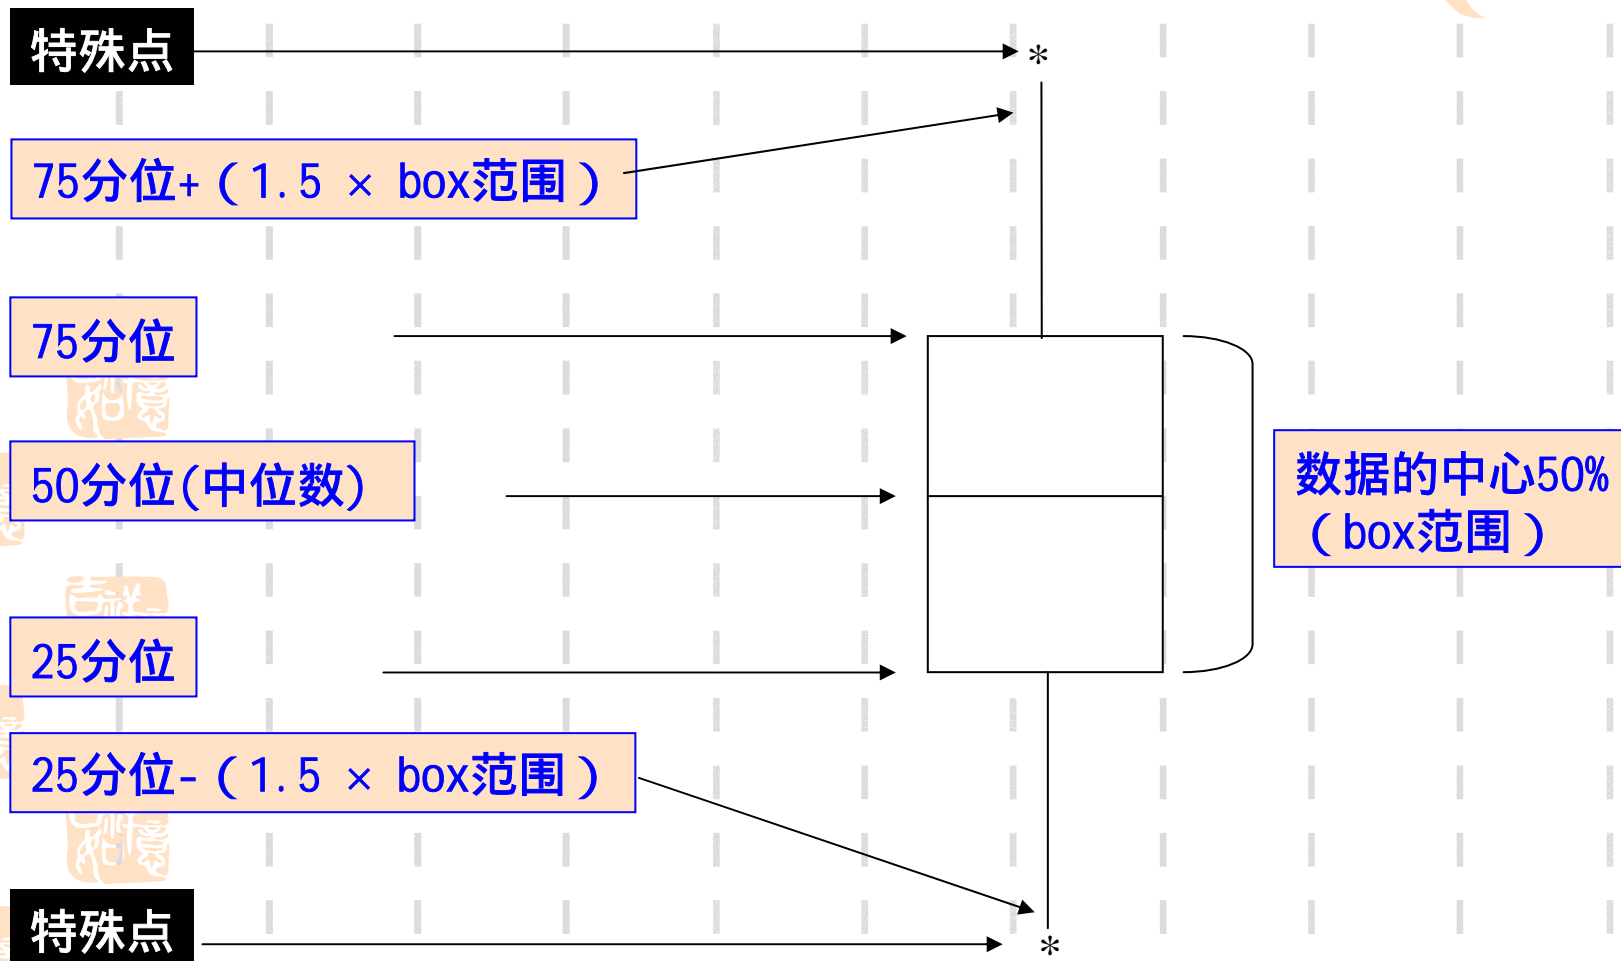 特殊点
*
75分位+（1.5 × box范围）
75分位
50分位(中位数)
数据的中心50%
（box范围）
25分位
25分位-（1.5 × box范围）
特殊点
*